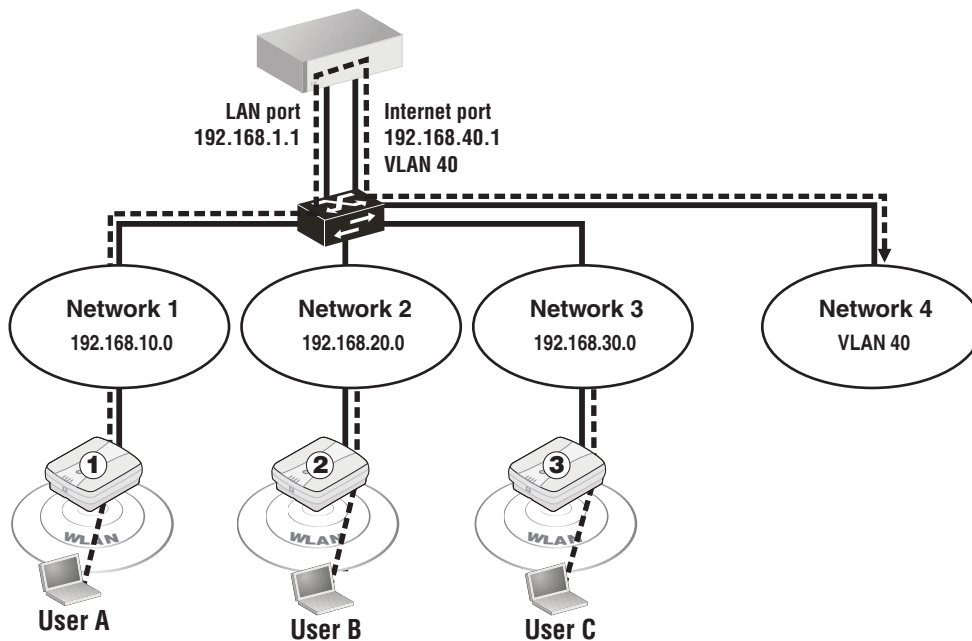 LAN port
192.168.1.1
Internet port
192.168.40.1
VLAN 40
Network 1
192.168.10.0
Network 2
192.168.20.0
Network 3
192.168.30.0
Network 4
VLAN 40
1
2
3
WLAN
WLAN
WLAN
User A
User B
User C